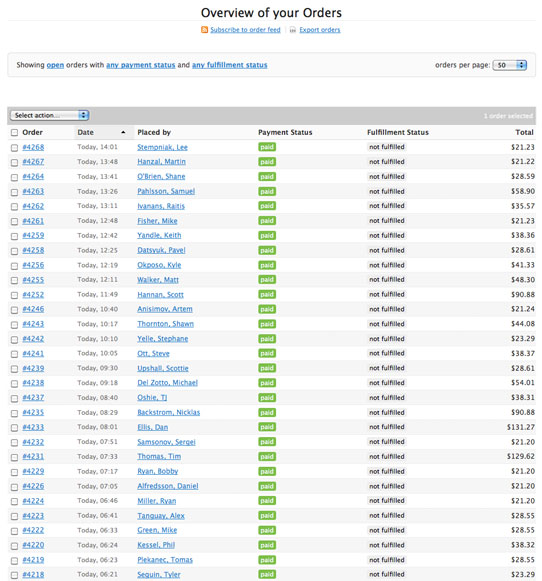 Overview of your Orders
Subscribe to order feed Export orders
Showing open orders with any payment status and any fulfillment status orders per page: 50
Select action... 1 order selected
Order Date Placed by Payment Status Fulfillment Status Total
#4268 Today, 14:01 Stempniak, Lee paid not fulfilled $21.23
#4267 Today, 13:48 Hanzal, Martin paid not fulfilled $21.22
#4264 Today, 13:41 O'Brien, Shane paid not fulfilled $28.59
#4263 Today, 13:26 Pahlsson, Samuel paid not fulfilled $58.90
#4262 Today, 13:11 Ivanans, Raitis paid not fulfilled $35.57
#4261 Today, 12:48 Fisher, Mike paid not fulfilled $21.23
#4259 Today, 12:42 Yandle, Keith paid not fulfilled $38.36
#4258 Today, 12:25 Datsyuk, Pavel paid not fulfilled $28.61
#4256 Today, 12:19 Okposo, Kyle paid not fulfilled $41.33
#4255 Today, 12:11 Walker, Matt paid not fulfilled $48.30
#4252 Today, 11:49 Hannan, Scott paid not fulfilled $90.88
#4246 Today, 10:40 Anisimov, Artem paid not fulfilled $21.24
#4243 Today, 10:17 Thornton, Shawn paid not fulfilled $44.08
#4242 Today, 10:10 Yelle, Stephane paid not fulfilled $23.29
#4241 Today, 10:05 Ott, Steve paid not fulfilled $38.37
#4239 Today, 09:30 Upshall, Scottie paid not fulfilled $28.61
#4238 Today, 09:18 Del Zotto, Michael paid not fulfilled $54.01
#4237 Today, 08:40 Oshie, TJ paid not fulfilled $38.31
#4235 Today, 08:29 Backstrom, Nicklas paid not fulfilled $90.88
#4233 Today, 08:01 Ellis, Dan paid not fulfilled $131.27
#4232 Today, 07:51 Samsonov, Sergei paid not fulfilled $21.20
#4231 Today, 07:33 Thomas, Tim paid not fulfilled $129.62
#4229 Today, 07:17 Ryan, Bobby paid not fulfilled $21.20
#4226 Today, 07:05 Alfredsson, Daniel paid not fulfilled $21.20
#4224 Today, 06:46 Miller, Ryan paid not fulfilled $21.20
#4223 Today, 06:41 Tanguay, Alex paid not fulfilled $28.55
#4222 Today, 06:33 Green, Mike paid not fulfilled $28.55
#4220 Today, 06:24 Kessel, Phil paid not fulfilled $38.32
#4219 Today, 06:23 Plekanec, Tomas paid not fulfilled $28.55
#4218 Today, 06:21 Seguin, Tyler paid not fulfilled $23.29